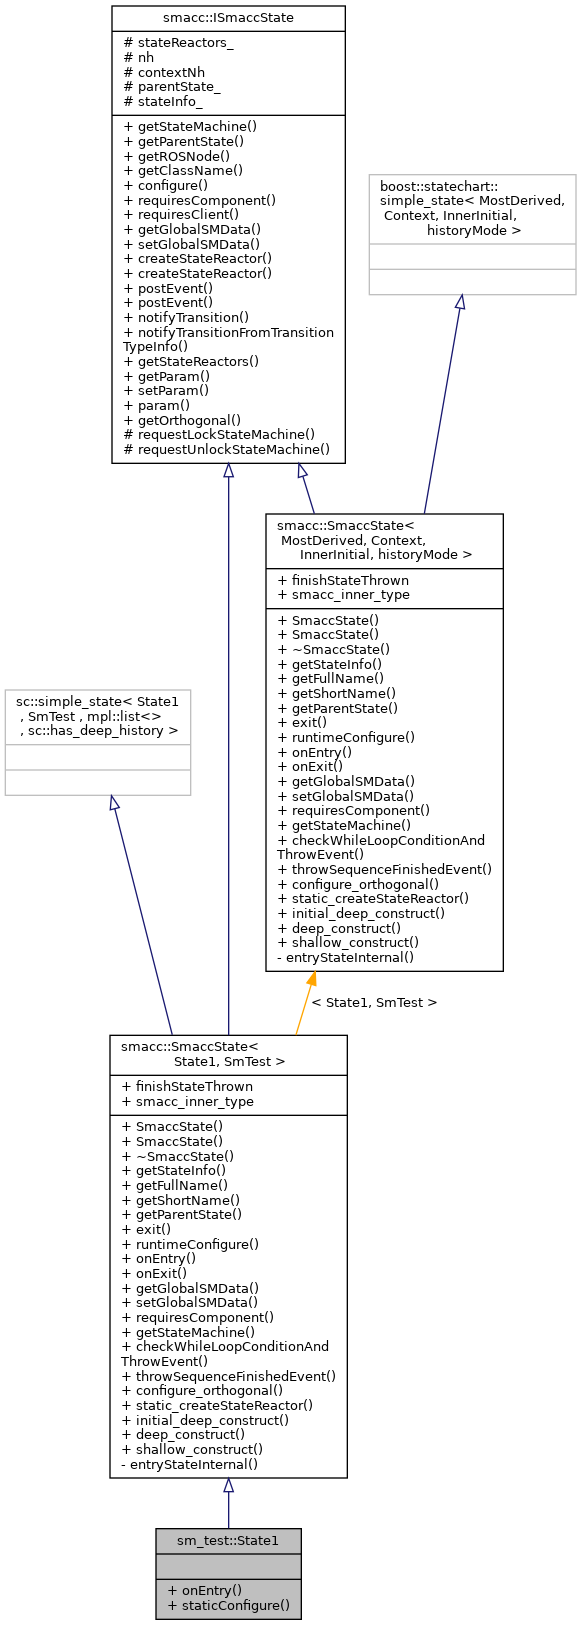 smacc::ISmaccState
# stateReactors_
# nh
# contextNh
# parentState_
# stateInfo_
+ getStateMachine()
+ getParentState()
+ getROSNode()
+ getClassName()
+ configure()
+ requiresComponent()
+ requiresClient()
+ getGlobalSMData()
+ setGlobalSMData()
+ createStateReactor()
+ createStateReactor()
+ postEvent()
+ postEvent()
+ notifyTransition()
+ notifyTransitionFromTransition
TypeInfo()
+ getStateReactors()
+ getParam()
+ setParam()
+ param()
+ getOrthogonal()
# requestLockStateMachine()
# requestUnlockStateMachine()
boost::statechart::
simple_state< MostDerived,
Context, InnerInitial,
historyMode >
smacc::SmaccState<
MostDerived, Context,
InnerInitial, historyMode >
+ finishStateThrown
+ smacc_inner_type
+ SmaccState()
+ SmaccState()
+ ~SmaccState()
+ getStateInfo()
+ getFullName()
+ getShortName()
+ getParentState()
+ exit()
+ runtimeConfigure()
+ onEntry()
+ onExit()
+ getGlobalSMData()
+ setGlobalSMData()
+ requiresComponent()
+ getStateMachine()
+ checkWhileLoopConditionAnd
ThrowEvent()
+ throwSequenceFinishedEvent()
+ configure_orthogonal()
+ static_createStateReactor()
+ initial_deep_construct()
+ deep_construct()
+ shallow_construct()
- entryStateInternal()
sc::simple_state< State1
, SmTest , mpl::list<>
, sc::has_deep_history >
< State1, SmTest >
smacc::SmaccState<
State1, SmTest >
+ finishStateThrown
+ smacc_inner_type
+ SmaccState()
+ SmaccState()
+ ~SmaccState()
+ getStateInfo()
+ getFullName()
+ getShortName()
+ getParentState()
+ exit()
+ runtimeConfigure()
+ onEntry()
+ onExit()
+ getGlobalSMData()
+ setGlobalSMData()
+ requiresComponent()
+ getStateMachine()
+ checkWhileLoopConditionAnd
ThrowEvent()
+ throwSequenceFinishedEvent()
+ configure_orthogonal()
+ static_createStateReactor()
+ initial_deep_construct()
+ deep_construct()
+ shallow_construct()
- entryStateInternal()
sm_test::State1
+ onEntry()
+ staticConfigure()